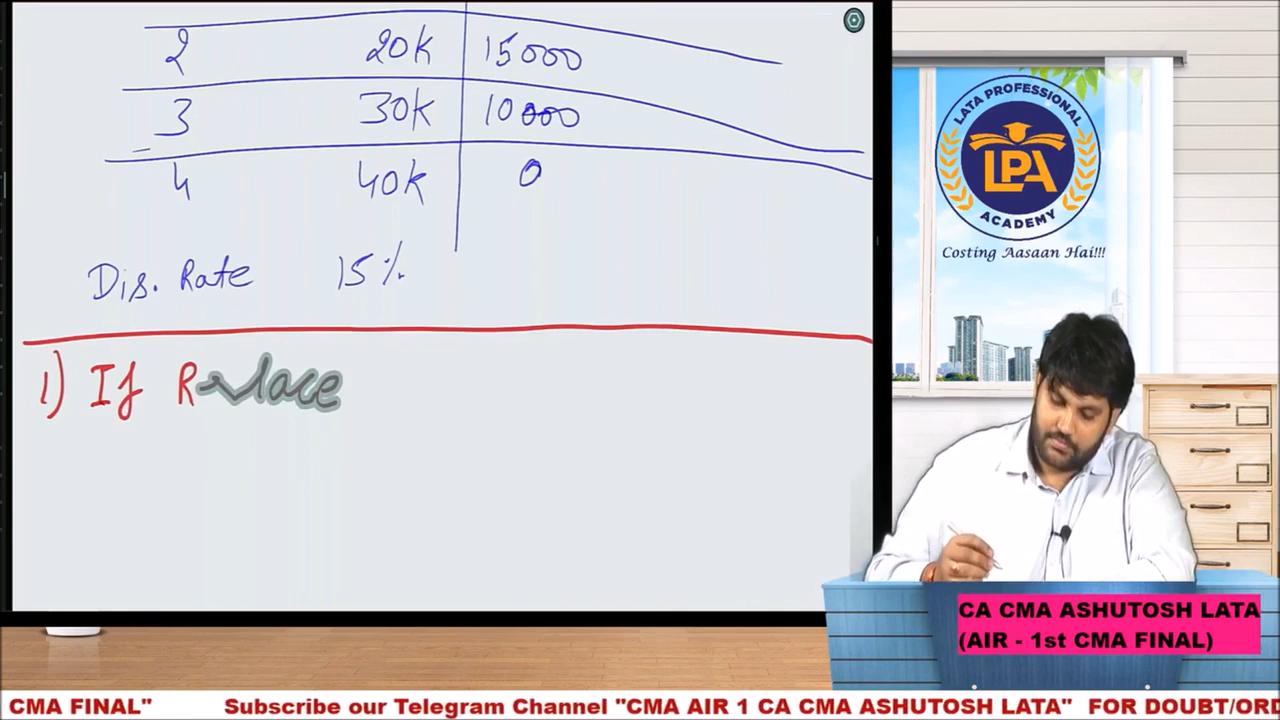 2 20k 15000
3 30k 10000
4 40k 0
Dis. Rate 15%
1) If Replace
LATA PROFESSIONAL
LPA
ACADEMY
Costing Aasaan Hai!!!
CA CMA ASHUTOSH LATA
(AIR - 1st CMA FINAL)
CMA FINAL" Subscribe our Telegram Channel "CMA AIR 1 CA CMA ASHUTOSH LATA" FOR DOUBT/ORD